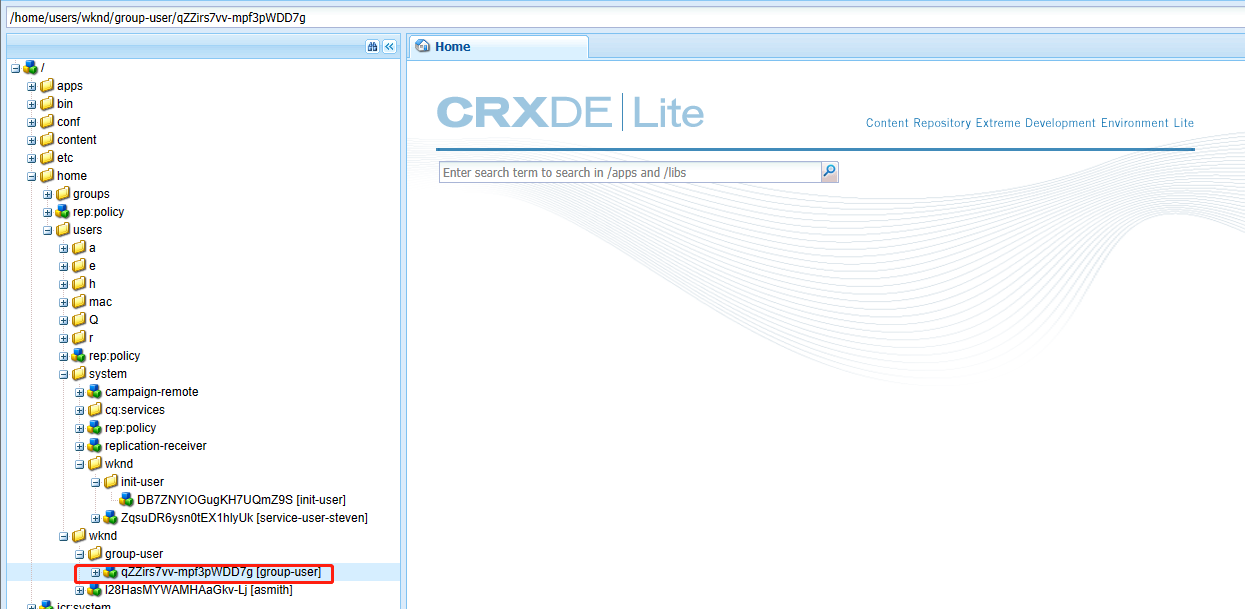 /home/users/wknd/group-user/qZZirs7vv-mpf3pWDD7g
Home
/
apps
bin
conf
content
etc
home
groups
rep:policy
users
a
e
h
mac
Q
r
rep:policy
system
campaign-remote
cq:services
rep:policy
replication-receiver
wknd
init-user
DB7ZNYIOGugKH7UQmZ9S [init-user]
ZqsuDR6ysn0tEX1hlyUk [service-user-steven]
wknd
group-user
qZZirs7vv-mpf3pWDD7g [group-user]
I28HasMYWAMHAaGkv-Lj [asmith]
jcr:system
CRXDE Lite
Content Repository Extreme Development Environment Lite
Enter search term to search in /apps and /libs